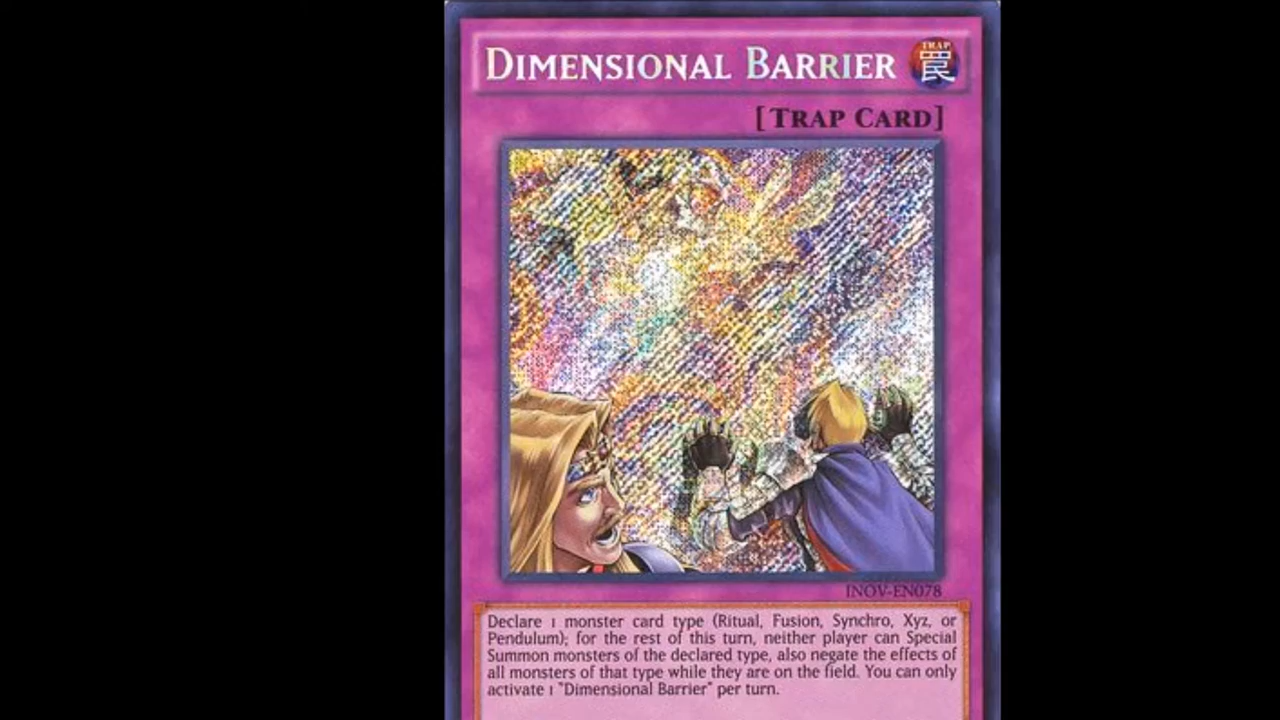 DIMENSIONAL BARRIER
TRAP
罠
[TRAP CARD]
INOV-EN078
Declare 1 monster card type (Ritual, Fusion, Synchro, Xyz, or
Pendulum); for the rest of this turn, neither player can Special
Summon monsters of the declared type, also negate the effects of
all monsters of that type while they are on the field. You can only
activate 1 "Dimensional Barrier" per turn.